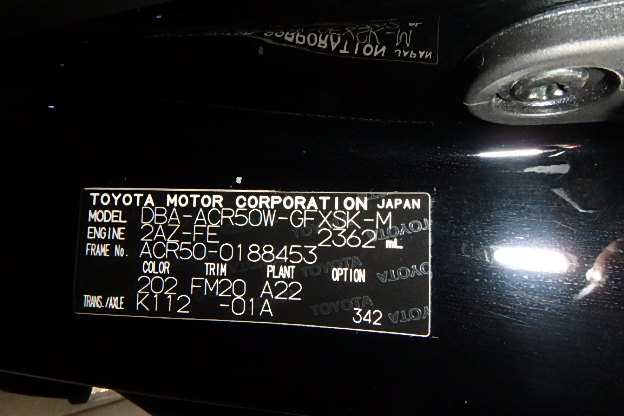 TOYOTA MOTOR CORPORATION JAPAN
MODEL DBA-ACR50W-GFXSK-M
ENGINE 2AZ-FE 2362 mL
FRAME No. ACR50-0188453
COLOR TRIM PLANT OPTION
202 FM20 A22
TRANS./AXLE K112 -01A
342